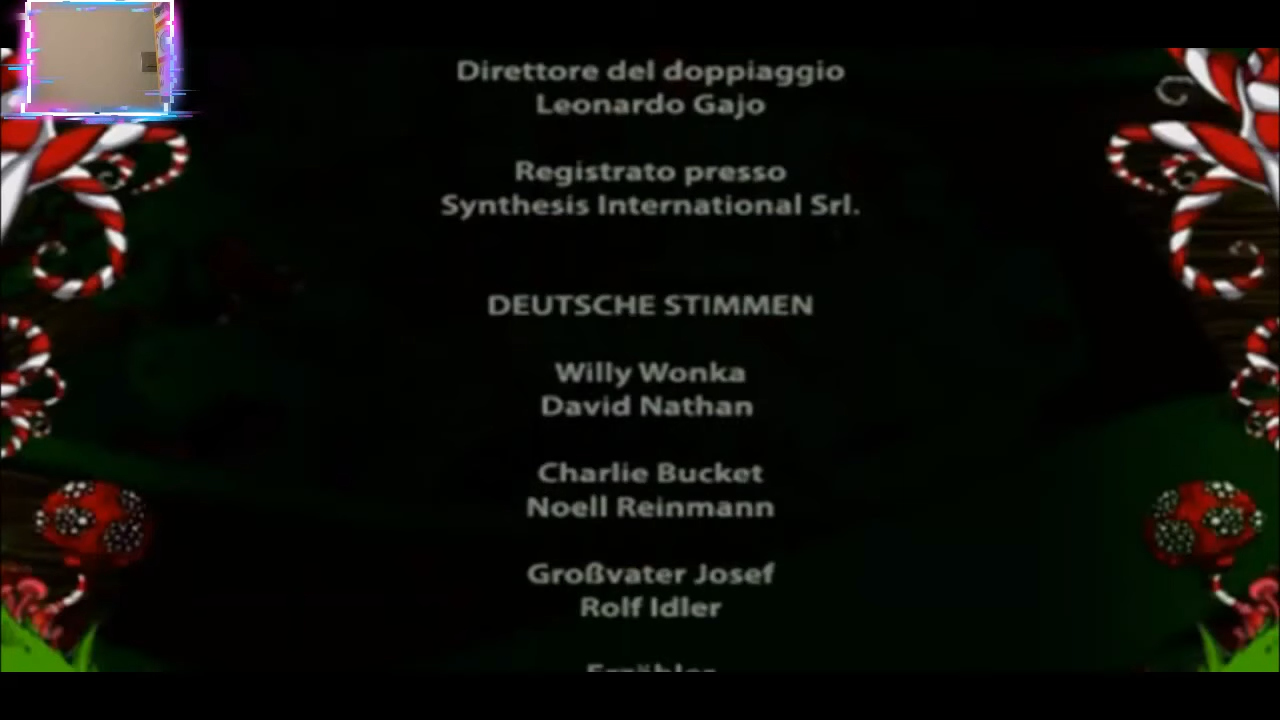 Direttore del doppiaggio
Leonardo Gajo
Registrato presso
Synthesis International Srl.
DEUTSCHE STIMMEN
Willy Wonka
David Nathan
Charlie Bucket
Noell Reinmann
Großvater Josef
Rolf Idler